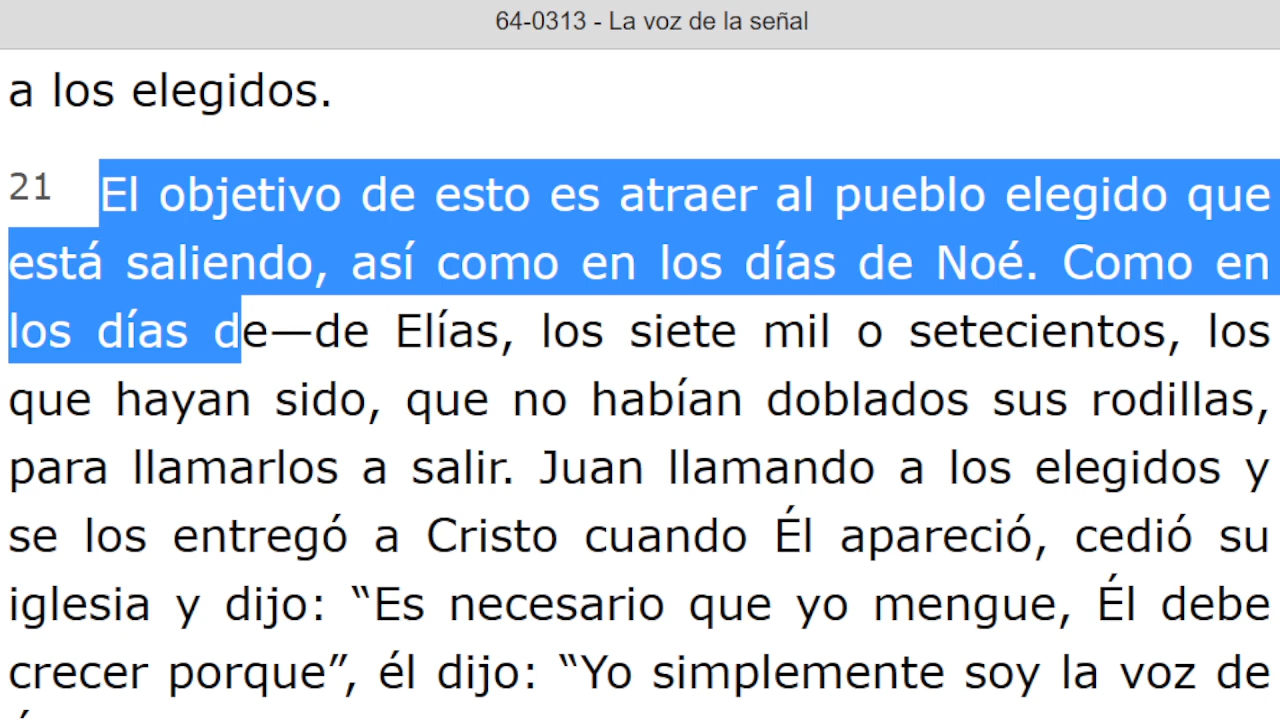 64-0313 - La voz de la señal
a los elegidos.
21 El objetivo de esto es atraer al pueblo elegido que
está saliendo, así como en los días de Noé. Como en
los días de—de Elías, los siete mil o setecientos, los
que hayan sido, que no habían doblados sus rodillas,
para llamarlos a salir. Juan llamando a los elegidos y
se los entregó a Cristo cuando Él apareció, cedió su
iglesia y dijo: “Es necesario que yo mengue, Él debe
crecer porque”, él dijo: “Yo simplemente soy la voz de